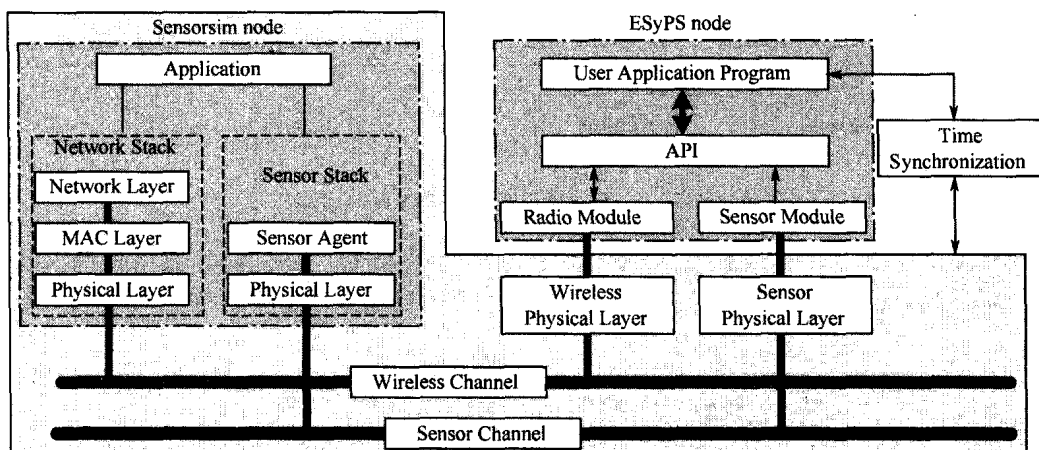 Sensorsim node
Application
Network Stack
Network Layer
MAC Layer
Physical Layer
Sensor Stack
Sensor Agent
Physical Layer
ESyPS node
User Application Program
API
Radio Module
Sensor Module
Time
Synchronization
Wireless
Physical Layer
Sensor
Physical Layer
Wireless Channel
Sensor Channel